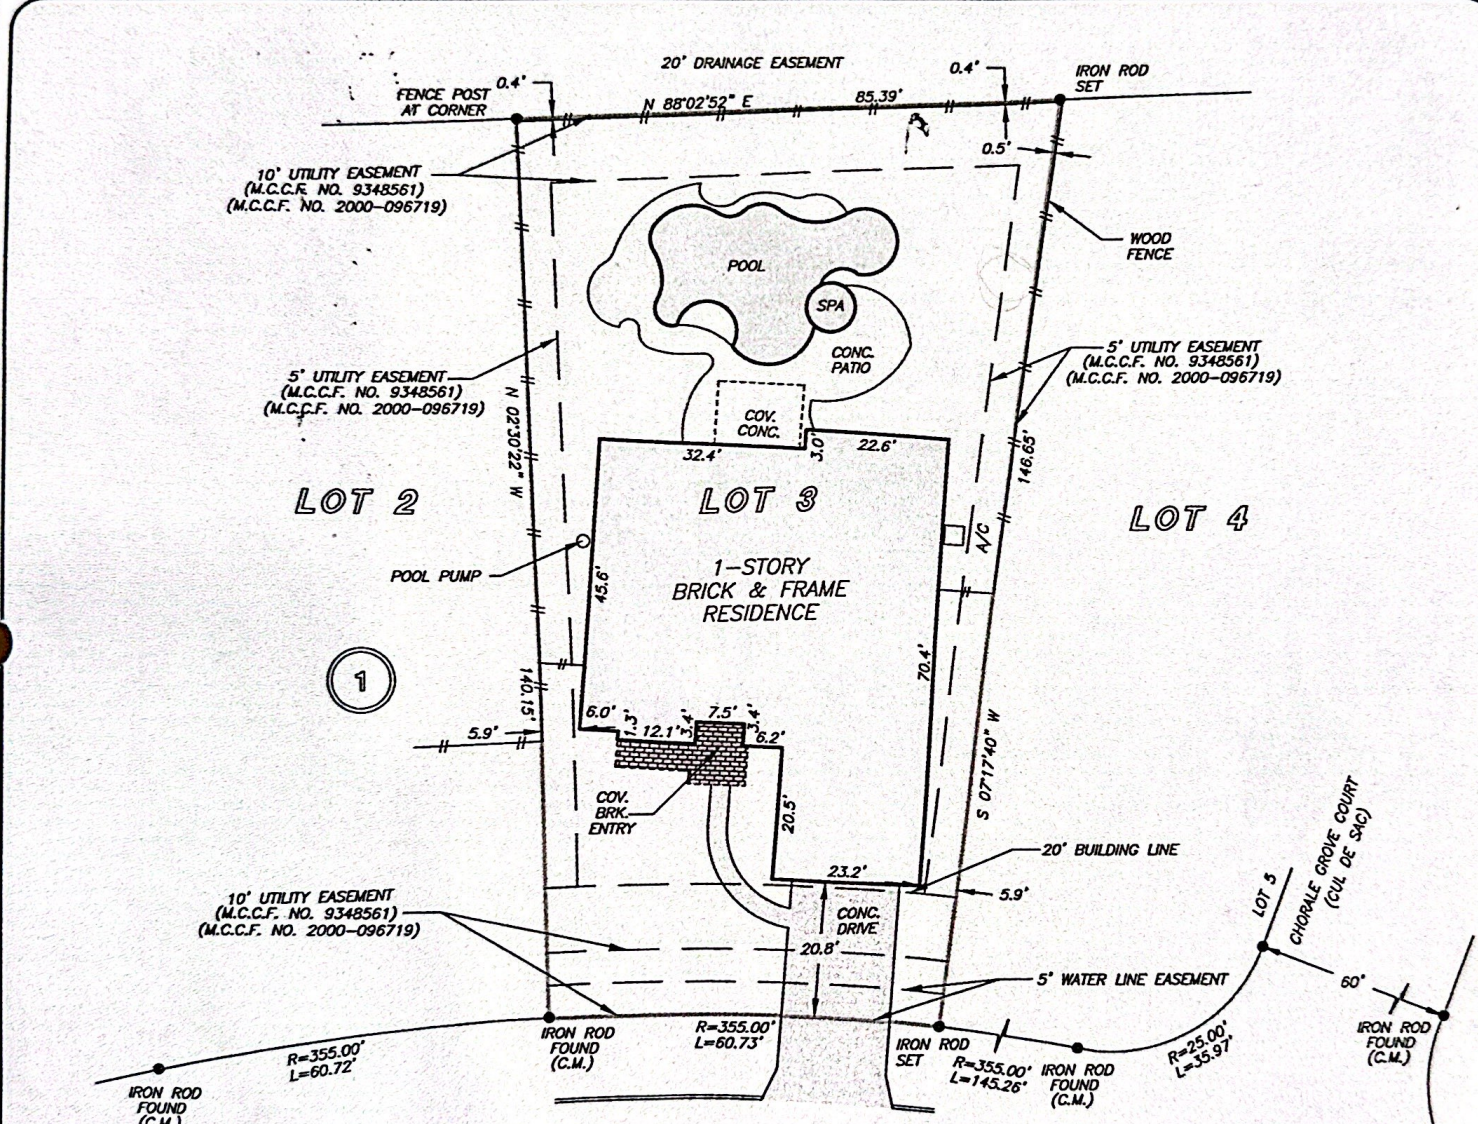 20' DRAINAGE EASEMENT
0.4'
IRON ROD
SET
FENCE POST
AT CORNER
0.4'
N 88°02'52" E
85.39'
0.5'
10' UTILITY EASEMENT
(M.C.C.F. NO. 9348561)
(M.C.C.F. NO. 2000-096719)
WOOD
FENCE
POOL
SPA
CONC.
PATIO
5' UTILITY EASEMENT
(M.C.C.F. NO. 9348561)
(M.C.C.F. NO. 2000-096719)
5' UTILITY EASEMENT
(M.C.C.F. NO. 9348561)
(M.C.C.F. NO. 2000-096719)
N 02°30'22" W
140.15'
COV.
CONC.
32.4'
3.0'
22.6'
146.65'
S 07°17'40" W
LOT 2
LOT 3
LOT 4
A/C
POOL PUMP
1-STORY
BRICK & FRAME
RESIDENCE
45.6'
70.4'
1
5.9'
6.0'
1.3'
12.1'
3.4'
7.5'
3.4'
6.2'
20.5'
COV.
BRK.
ENTRY
20' BUILDING LINE
23.2'
5.9'
10' UTILITY EASEMENT
(M.C.C.F. NO. 9348561)
(M.C.C.F. NO. 2000-096719)
CONC.
DRIVE
20.8'
5' WATER LINE EASEMENT
LOT 5
CHORALE GROVE COURT
(CUL DE SAC)
60'
IRON ROD
FOUND
(C.M.)
R=355.00'
L=60.73'
IRON ROD
SET
R=355.00'
L=145.26'
IRON ROD
FOUND
(C.M.)
R=25.00'
L=35.97'
IRON ROD
FOUND
(C.M.)
R=355.00'
L=60.72'
IRON ROD
FOUND
(C.M.)